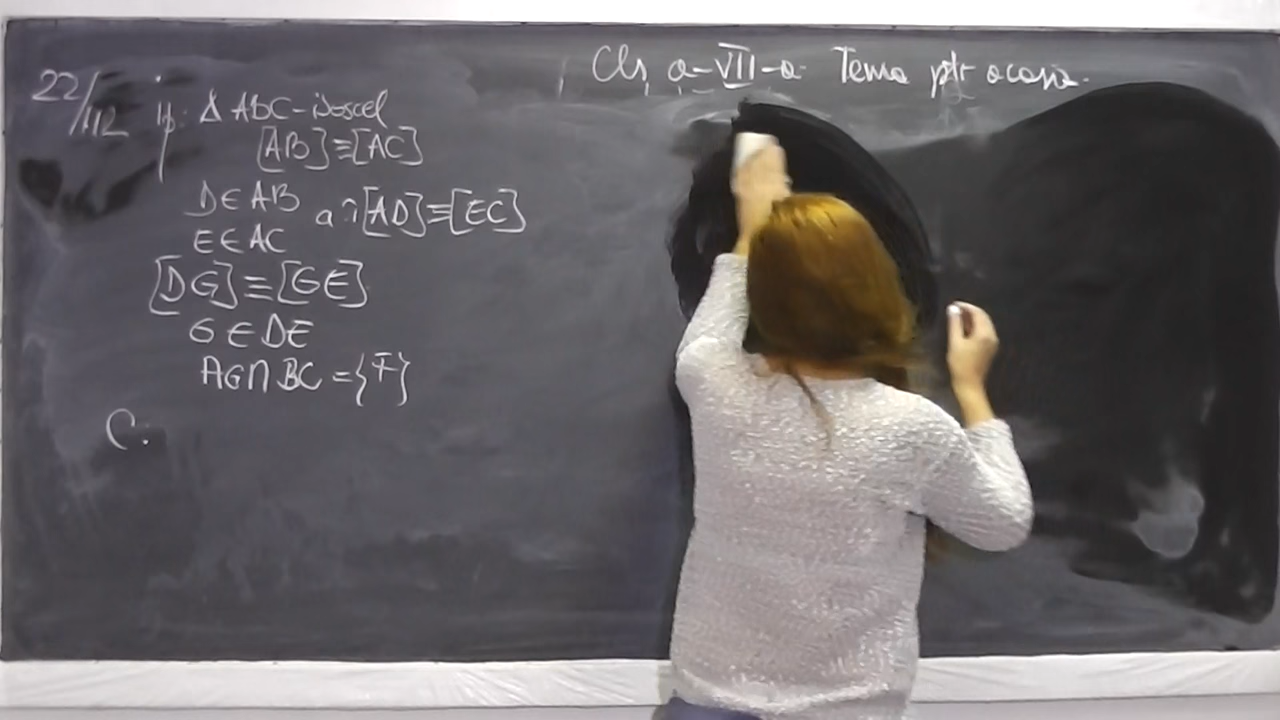 Cls a-VII-a Tema ptr acasa.
22/112 Ip: Δ ABC-isoscel
[AB]≡[AC]
D∈AB
E∈AC a î [AD]≡[EC]
[DG]≡[GE]
G∈DE
AG∩BC={F}
C.